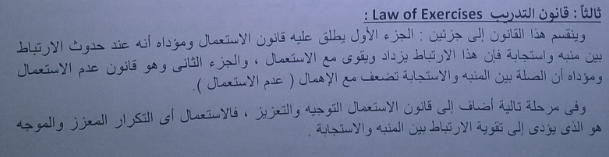 ثالثاً : قانون التدريب Law of Exercises :
وينقسم هذا القانون إلى جزئين : الجزء الأول يطلق عليه قانون الاستعمال ومؤداه أنه عند حدوث الارتباط
بين منبه واستجابة فإن هذا الارتباط يزداد ويقوى مع الاستعمال ، والجزء الثانى وهو قانون عدم الاستعمال
ومؤداه أن الصلة بين المنبه والاستجابة تضعف مع الإهمال ( عدم الاستعمال ) .
وفى مرحلة تالية أضاف إلى قانون الاستعمال التوجيه والتعزيز ، فالاستعمال أى التكرار المعزز والموجه
هو الذى يؤدى إلى تقوية الارتباط بين المنبه والاستجابة .